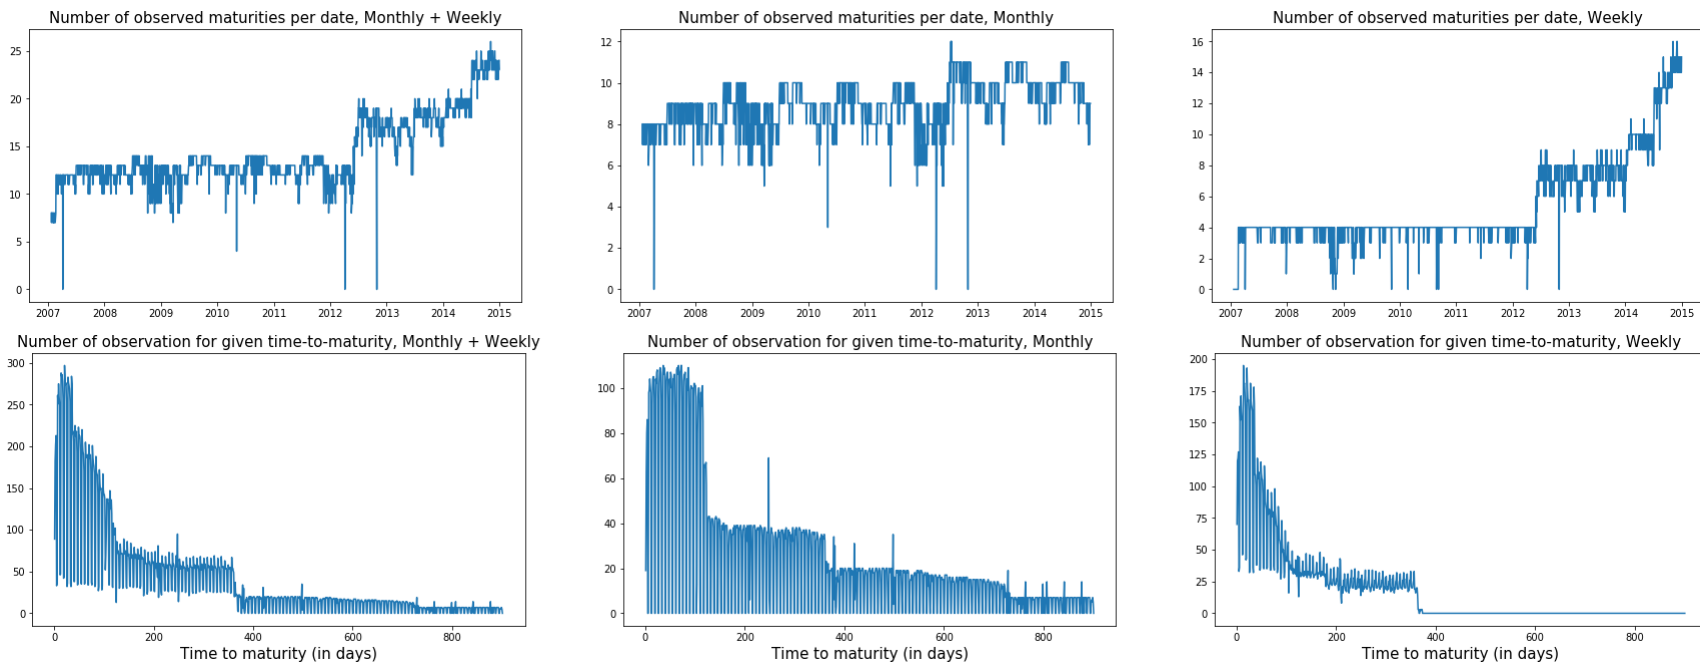 Number of observed maturities per date, Monthly + Weekly
25
20
15
10
5
0
2007 2008 2009 2010 2011 2012 2013 2014 2015
Number of observed maturities per date, Monthly
12
10
8
6
4
2
0
2007 2008 2009 2010 2011 2012 2013 2014 2015
Number of observed maturities per date, Weekly
16
14
12
10
8
6
4
2
0
2007 2008 2009 2010 2011 2012 2013 2014 2015
Number of observation for given time-to-maturity, Monthly + Weekly
300
250
200
150
100
50
0
0 200 400 600 800
Time to maturity (in days)
Number of observation for given time-to-maturity, Monthly
100
80
60
40
20
0
0 200 400 600 800
Time to maturity (in days)
Number of observation for given time-to-maturity, Weekly
200
175
150
125
100
75
50
25
0
0 200 400 600 800
Time to maturity (in days)